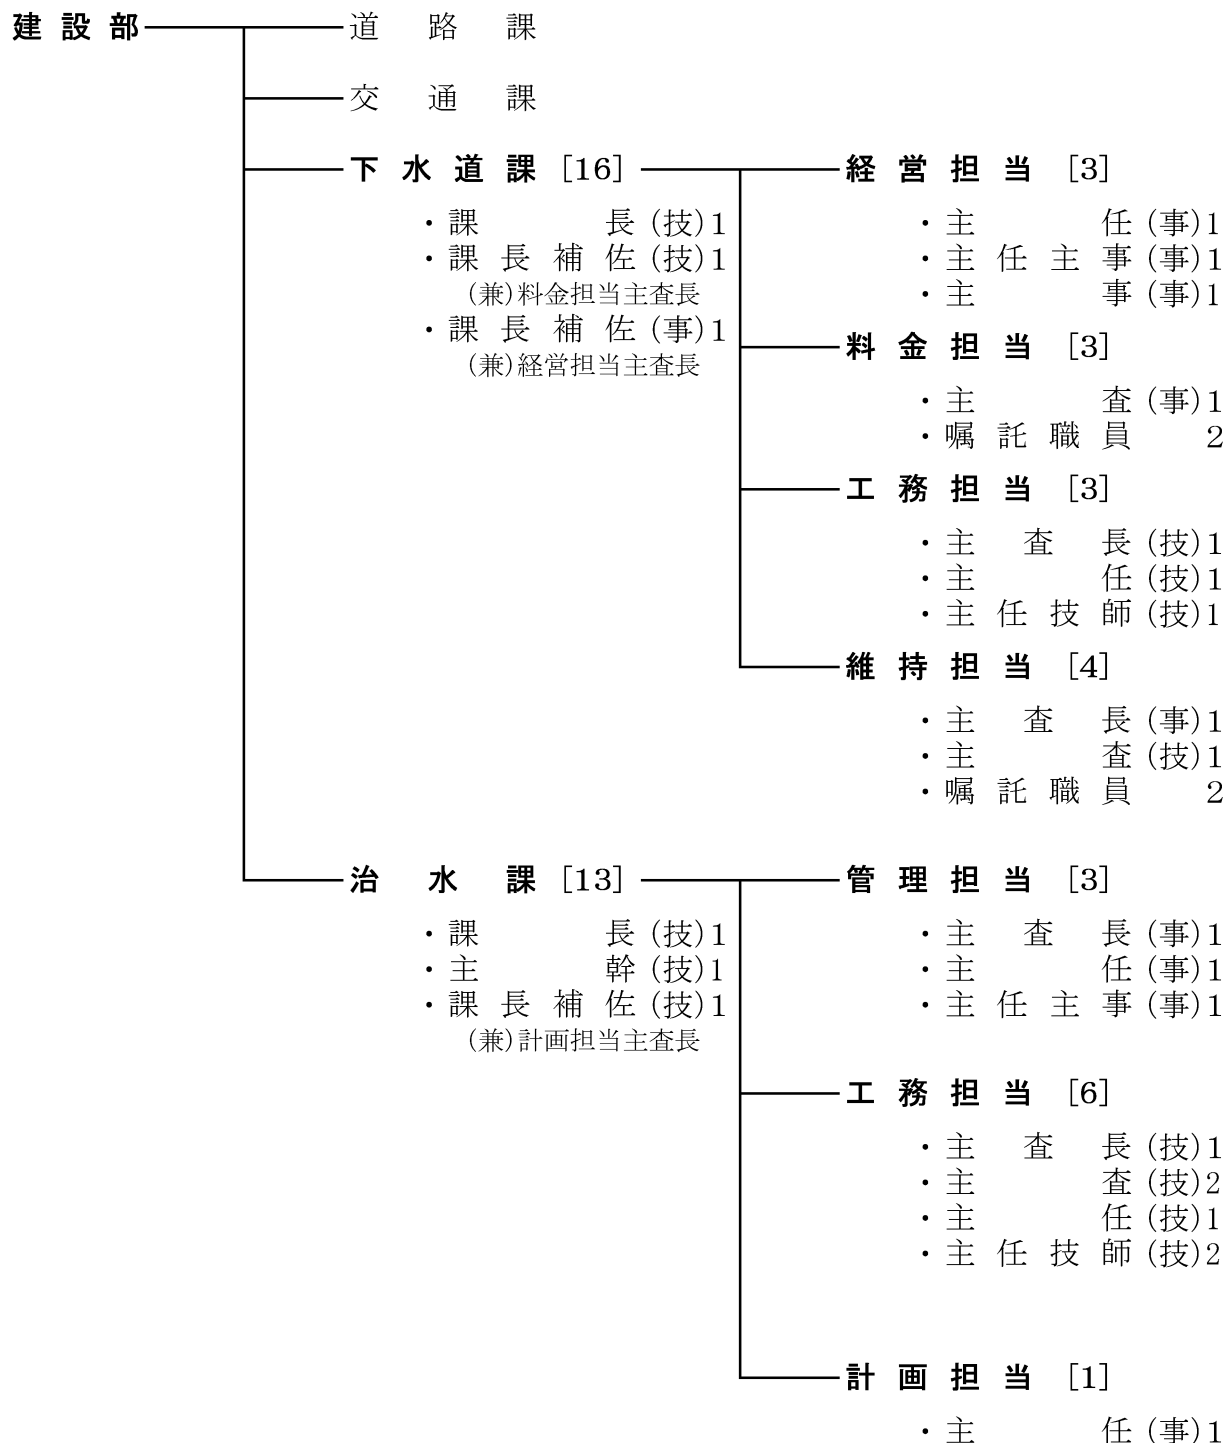 建設部
道路課
交通課
下水道課 [16]
・課長(技)1
・課長補佐(技)1
(兼)料金担当主査長
・課長補佐(事)1
(兼)経営担当主査長
経営担当 [3]
・主任(事)1
・主任主事(事)1
・主事(事)1
料金担当 [3]
・主査(事)1
・嘱託職員 2
工務担当 [3]
・主査長(技)1
・主任(技)1
・主任技師(技)1
維持担当 [4]
・主査長(事)1
・主査(技)1
・嘱託職員 2
治水課 [13]
・課長(技)1
・主幹(技)1
・課長補佐(技)1
(兼)計画担当主査長
管理担当 [3]
・主査長(事)1
・主任(事)1
・主任主事(事)1
工務担当 [6]
・主査長(技)1
・主査(技)2
・主任(技)1
・主任技師(技)2
計画担当 [1]
・主任(事)1